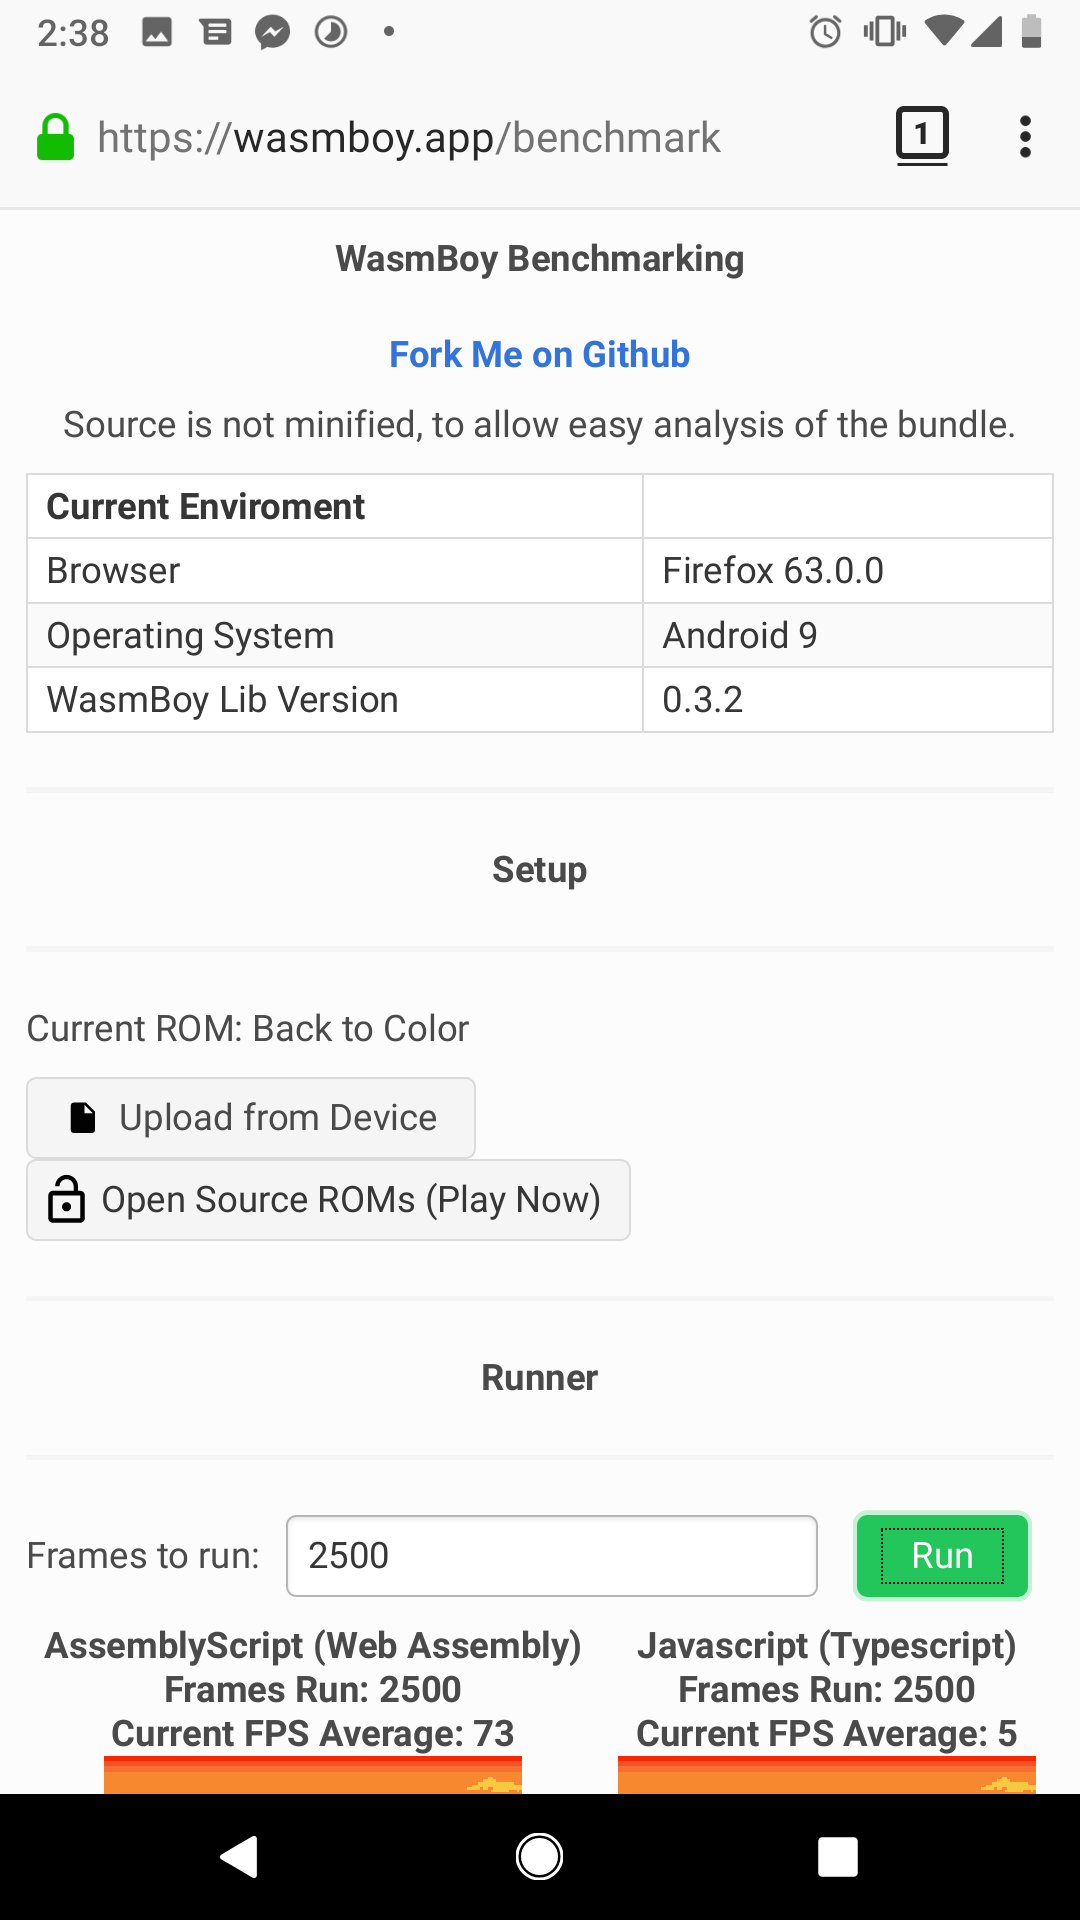 2:38
https://wasmboy.app/benchmark
1
WasmBoy Benchmarking
Fork Me on Github
Source is not minified, to allow easy analysis of the bundle.
Current Enviroment
Browser Firefox 63.0.0
Operating System Android 9
WasmBoy Lib Version 0.3.2
Setup
Current ROM: Back to Color
Upload from Device
Open Source ROMs (Play Now)
Runner
Frames to run: 2500 Run
AssemblyScript (Web Assembly) Javascript (Typescript)
Frames Run: 2500 Frames Run: 2500
Current FPS Average: 73 Current FPS Average: 5